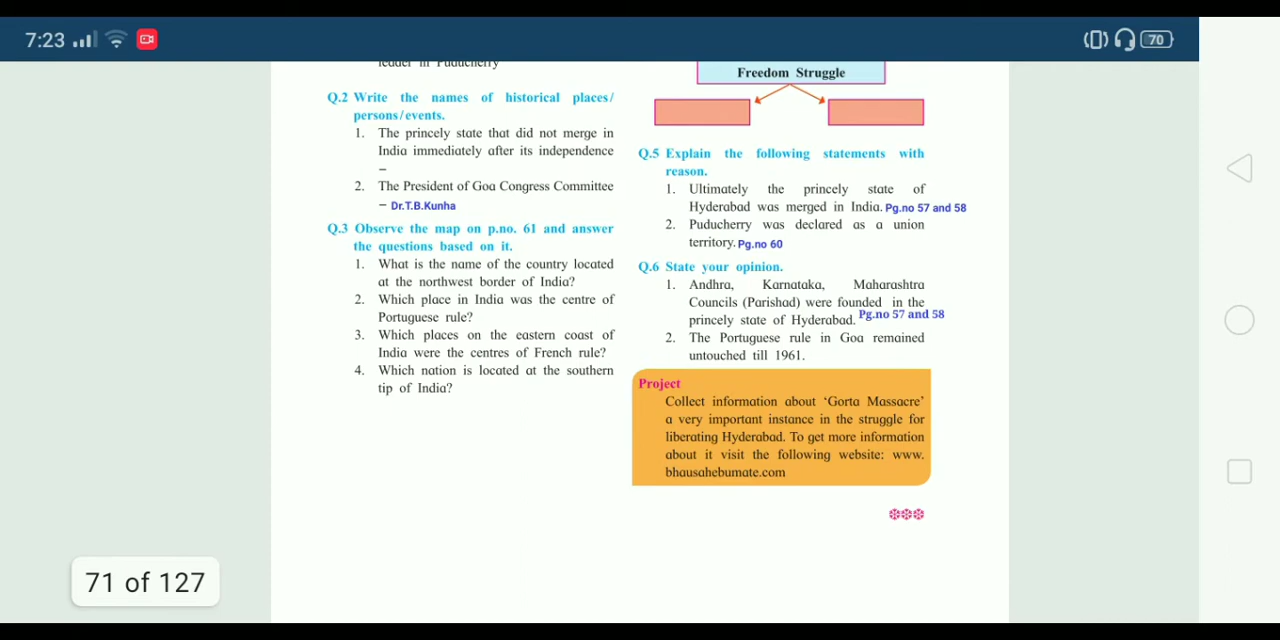 7:23
70
leader in Puducherry
Q.2 Write the names of historical places/
persons/events.
1. The princely state that did not merge in
India immediately after its independence
–
2. The President of Goa Congress Committee
– Dr.T.B.Kunha
Q.3 Observe the map on p.no. 61 and answer
the questions based on it.
1. What is the name of the country located
at the northwest border of India?
2. Which place in India was the centre of
Portuguese rule?
3. Which places on the eastern coast of
India were the centres of French rule?
4. Which nation is located at the southern
tip of India?
Freedom Struggle
Q.5 Explain the following statements with
reason.
1. Ultimately the princely state of
Hyderabad was merged in India. Pg.no 57 and 58
2. Puducherry was declared as a union
territory. Pg.no 60
Q.6 State your opinion.
1. Andhra, Karnataka, Maharashtra
Councils (Parishad) were founded in the
princely state of Hyderabad. Pg.no 57 and 58
2. The Portuguese rule in Goa remained
untouched till 1961.
Project
Collect information about ‘Gorta Massacre’
a very important instance in the struggle for
liberating Hyderabad. To get more information
about it visit the following website: www.
bhausahebumate.com
71 of 127